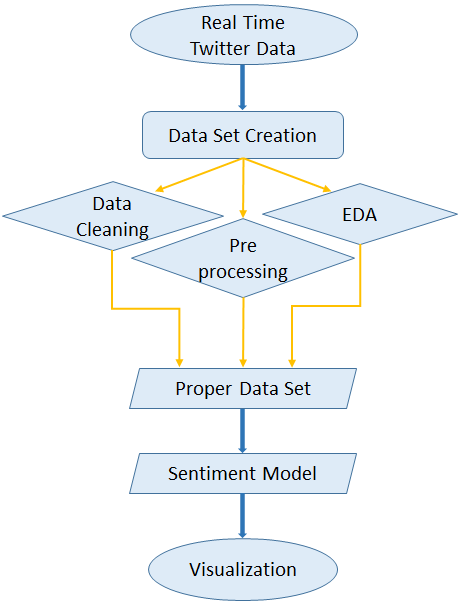 Real Time
Twitter Data
Data Set Creation
Data
Cleaning
Pre
processing
EDA
Proper Data Set
Sentiment Model
Visualization